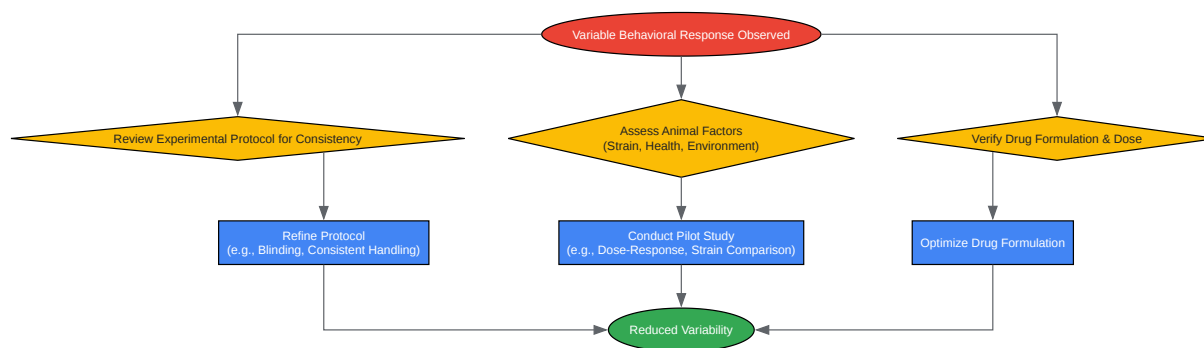 Variable Behavioral Response Observed
Review Experimental Protocol for Consistency
Assess Animal Factors
(Strain, Health, Environment)
Verify Drug Formulation & Dose
Refine Protocol
(e.g., Blinding, Consistent Handling)
Conduct Pilot Study
(e.g., Dose-Response, Strain Comparison)
Optimize Drug Formulation
Reduced Variability